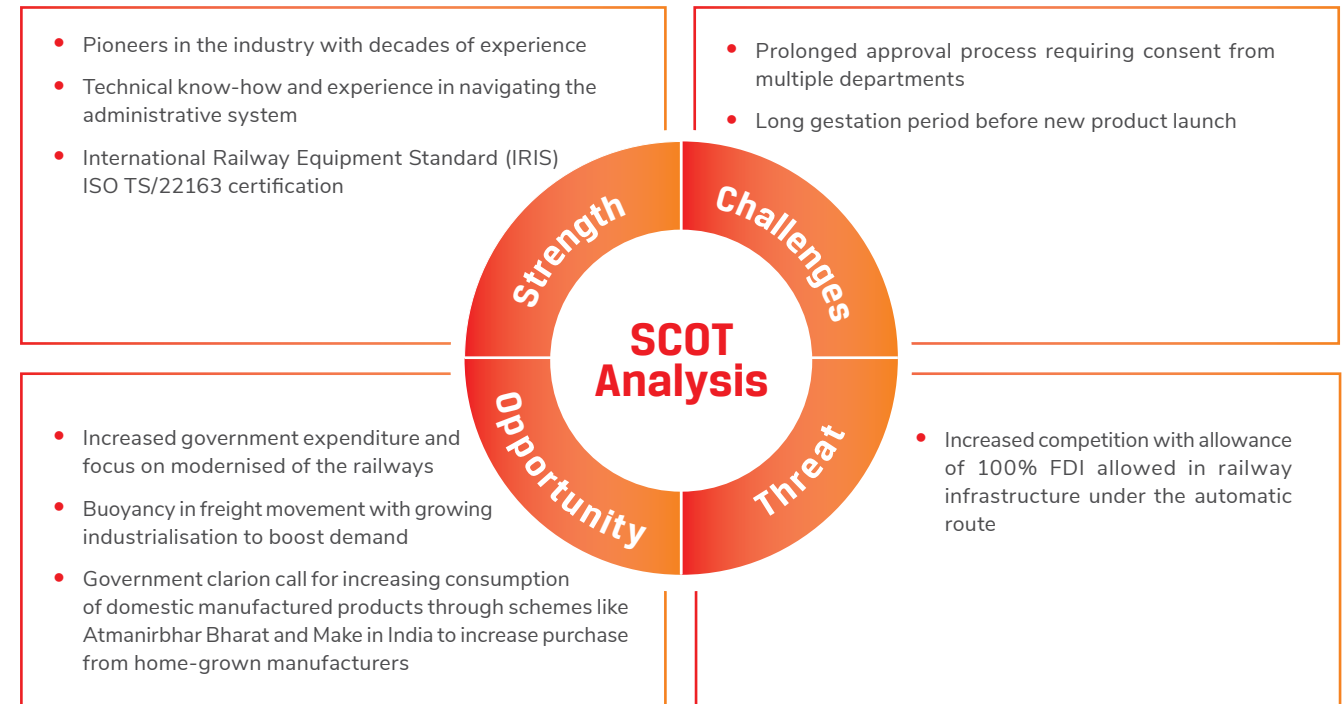 Pioneers in the industry with decades of experience
Technical know-how and experience in navigating the
administrative system
International Railway Equipment Standard (IRIS)
ISO TS/22163 certification
Prolonged approval process requiring consent from
multiple departments
Long gestation period before new product launch
Strength
Challenges
SCOT
Analysis
Opportunity
Threat
Increased government expenditure and
focus on modernised of the railways
Buoyancy in freight movement with growing
industrialisation to boost demand
Government clarion call for increasing consumption
of domestic manufactured products through schemes like
Atmanirbhar Bharat and Make in India to increase purchase
from home-grown manufacturers
Increased competition with allowance
of 100% FDI allowed in railway
infrastructure under the automatic
route